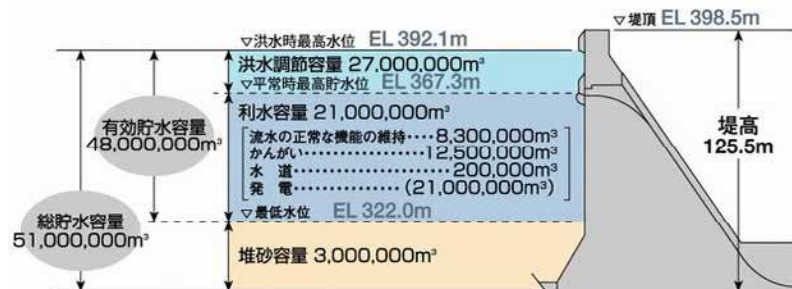 ▽堤頂 EL 398.5m
▽洪水時最高水位 EL 392.1m
洪水調節容量 27,000,000m³
▽平常時最高貯水位 EL 367.3m
利水容量 21,000,000m³
流水の正常な機能の維持‥‥8,300,000m³
かんがい‥‥‥‥‥‥‥‥12,500,000m³
水 道‥‥‥‥‥‥‥‥‥200,000m³
発 電‥‥‥‥‥‥‥(21,000,000m³)
▽最低水位 EL 322.0m
堆砂容量 3,000,000m³
有効貯水容量
48,000,000m³
総貯水容量
51,000,000m³
堤高
125.5m